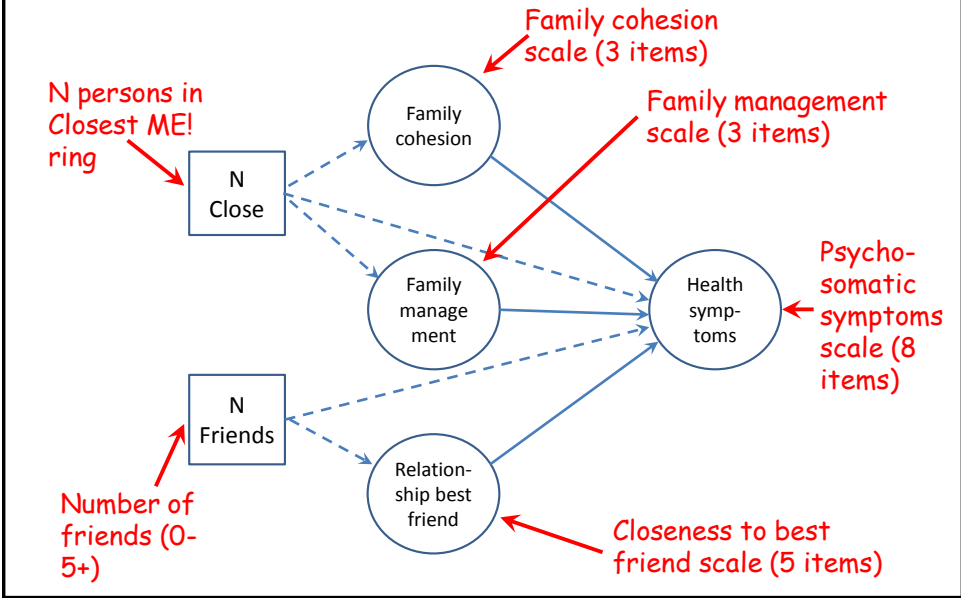 Family cohesion
scale (3 items)
N persons in
Closest ME!
ring
Family management
scale (3 items)
Family
cohesion
N
Close
Psycho-
somatic
symptoms
scale (8
items)
Family
manage
ment
Health
symp-
toms
N
Friends
Relation-
ship best
friend
Number of
friends (0-
5+)
Closeness to best
friend scale (5 items)